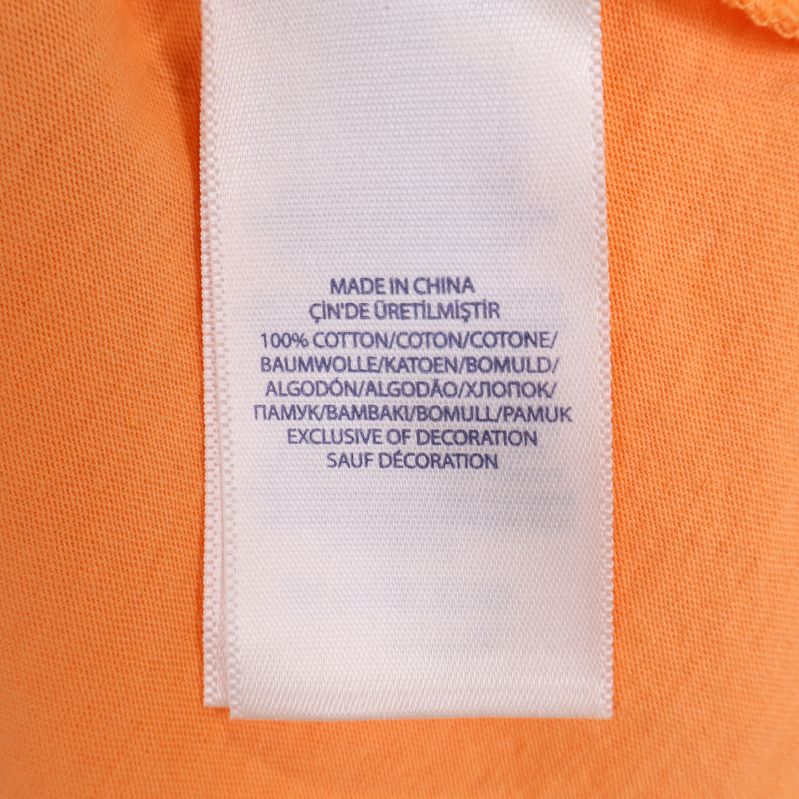 MADE IN CHINA
ÇİN'DE ÜRETİLMİŞTİR
100% COTTON/COTON/COTONE/
BAUMWOLLE/KATOEN/BOMULD/
ALGODÓN/ALGODÃO/ХЛОПОК/
ПАМУК/BAMBAKI/BOMULL/PAMUK
EXCLUSIVE OF DECORATION
SAUF DÉCORATION